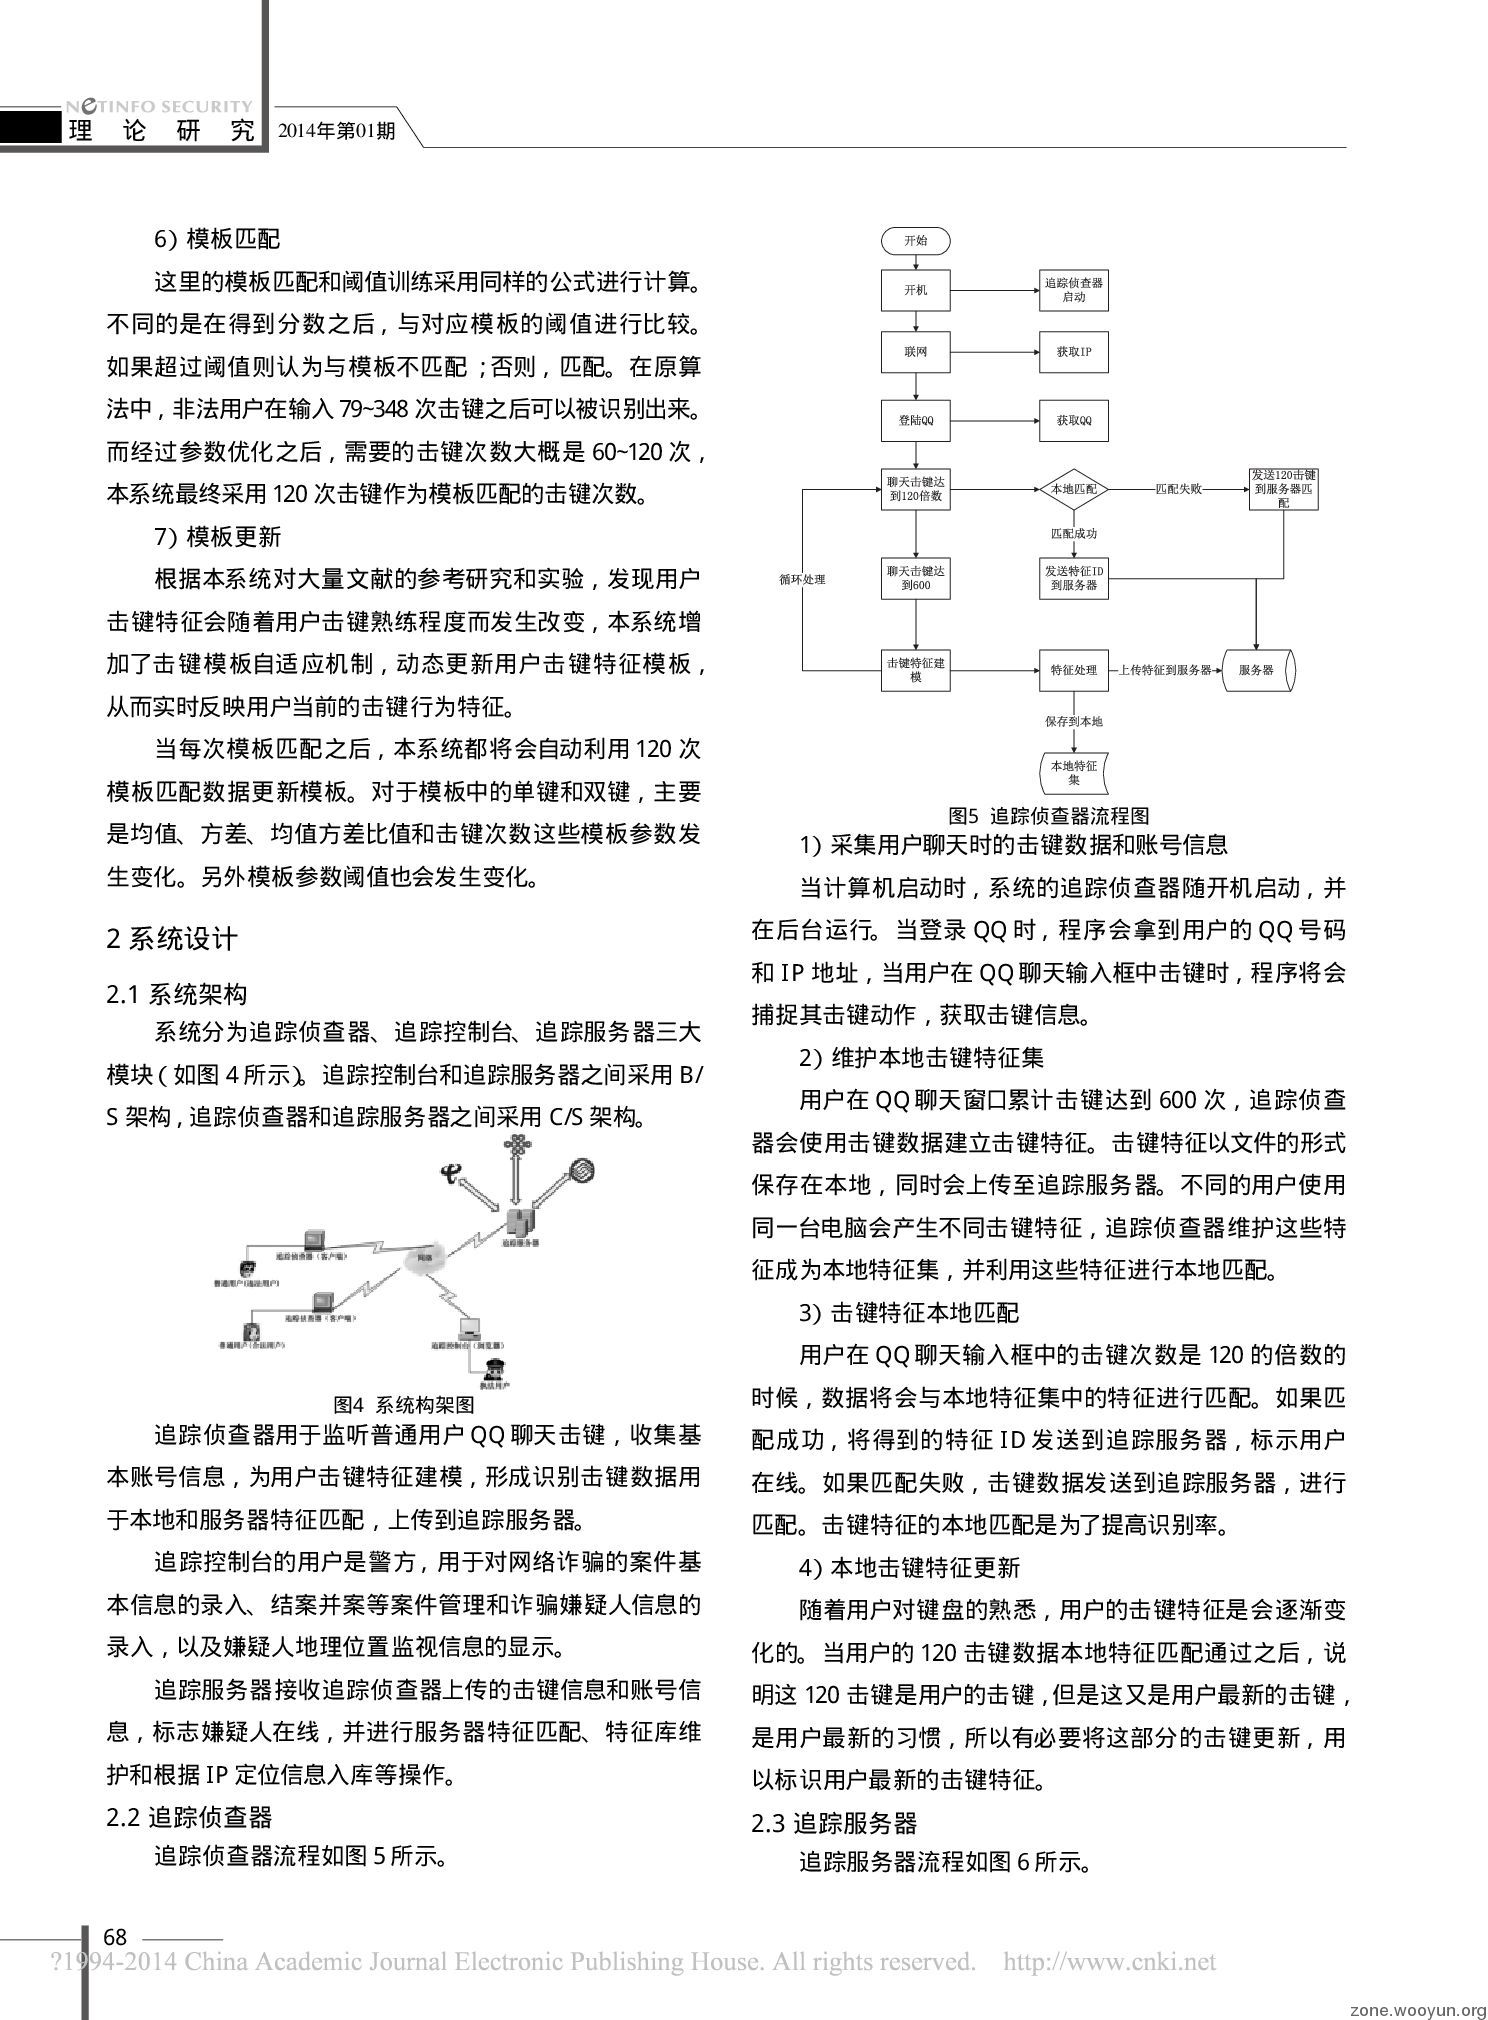 NETINFO SECURITY
理 论 研 究
2014年第01期
6）模板匹配
这里的模板匹配和阈值训练采用同样的公式进行计算。
不同的是在得到分数之后，与对应模板的阈值进行比较。
如果超过阈值则认为与模板不匹配；否则，匹配。在原算
法中，非法用户在输入 79~348 次击键之后可以被识别出来。
而经过参数优化之后，需要的击键次数大概是 60~120 次，
本系统最终采用 120 次击键作为模板匹配的击键次数。
7）模板更新
根据本系统对大量文献的参考研究和实验，发现用户
击键特征会随着用户击键熟练程度而发生改变，本系统增
加了击键模板自适应机制，动态更新用户击键特征模板，
从而实时反映用户当前的击键行为特征。
当每次模板匹配之后，本系统都将会自动利用 120 次
模板匹配数据更新模板。对于模板中的单键和双键，主要
是均值、方差、均值方差比值和击键次数这些模板参数发
生变化。另外模板参数阈值也会发生变化。
2 系统设计
2.1 系统架构
系统分为追踪侦查器、追踪控制台、追踪服务器三大
模块（如图 4 所示）。追踪控制台和追踪服务器之间采用 B/
S 架构，追踪侦查器和追踪服务器之间采用 C/S 架构。
追踪服务器
网络
追踪侦查器（客户端）
普通用户（违法用户）
追踪侦查器（客户端）
普通用户（合法用户）
追踪控制台（浏览器）
执法用户
图4 系统构架图
追踪侦查器用于监听普通用户 QQ 聊天击键，收集基
本账号信息，为用户击键特征建模，形成识别击键数据用
于本地和服务器特征匹配，上传到追踪服务器。
追踪控制台的用户是警方，用于对网络诈骗的案件基
本信息的录入、结案并案等案件管理和诈骗嫌疑人信息的
录入，以及嫌疑人地理位置监视信息的显示。
追踪服务器接收追踪侦查器上传的击键信息和账号信
息，标志嫌疑人在线，并进行服务器特征匹配、特征库维
护和根据 IP 定位信息入库等操作。
2.2 追踪侦查器
追踪侦查器流程如图 5 所示。
开始
开机
追踪侦查器
启动
联网
获取IP
登陆QQ
获取QQ
聊天击键达
到120倍数
本地匹配
匹配失败
发送120击键
到服务器匹
配
匹配成功
循环处理
聊天击键达
到600
发送特征ID
到服务器
击键特征建
模
特征处理
上传特征到服务器
服务器
保存到本地
本地特征
集
图5 追踪侦查器流程图
1）采集用户聊天时的击键数据和账号信息
当计算机启动时，系统的追踪侦查器随开机启动，并
在后台运行。当登录 QQ 时，程序会拿到用户的 QQ 号码
和 IP 地址，当用户在 QQ 聊天输入框中击键时，程序将会
捕捉其击键动作，获取击键信息。
2）维护本地击键特征集
用户在 QQ 聊天窗口累计击键达到 600 次，追踪侦查
器会使用击键数据建立击键特征。击键特征以文件的形式
保存在本地，同时会上传至追踪服务器。不同的用户使用
同一台电脑会产生不同击键特征，追踪侦查器维护这些特
征成为本地特征集，并利用这些特征进行本地匹配。
3）击键特征本地匹配
用户在 QQ 聊天输入框中的击键次数是 120 的倍数的
时候，数据将会与本地特征集中的特征进行匹配。如果匹
配成功，将得到的特征 ID 发送到追踪服务器，标示用户
在线。如果匹配失败，击键数据发送到追踪服务器，进行
匹配。击键特征的本地匹配是为了提高识别率。
4）本地击键特征更新
随着用户对键盘的熟悉，用户的击键特征是会逐渐变
化的。当用户的 120 击键数据本地特征匹配通过之后，说
明这 120 击键是用户的击键，但是这又是用户最新的击键，
是用户最新的习惯，所以有必要将这部分的击键更新，用
以标识用户最新的击键特征。
2.3 追踪服务器
追踪服务器流程如图 6 所示。
68
?1994-2014 China Academic Journal Electronic Publishing House. All rights reserved. http://www.cnki.net
zone.wooyun.org